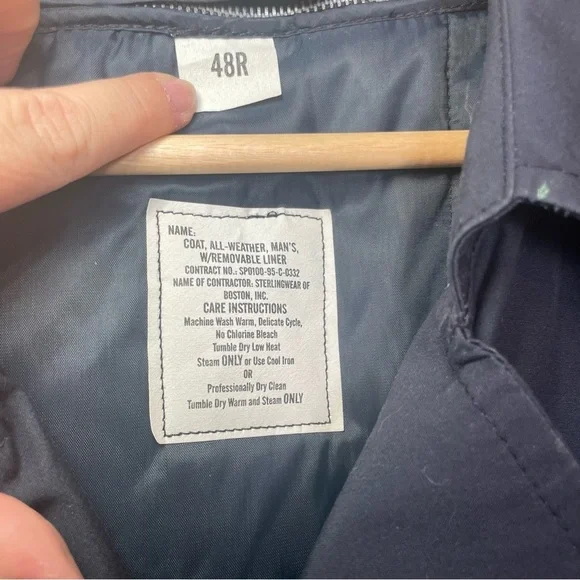 48R
NAME:
COAT, ALL-WEATHER, MAN'S,
W/REMOVABLE LINER
CONTRACT NO.: SPO100-95-C-0332
NAME OF CONTRACTOR: STERLINGWEAR OF
BOSTON, INC.
CARE INSTRUCTIONS
Machine Wash Warm, Delicate Cycle,
No Chlorine Bleach
Tumble Dry Low Heat
Steam ONLY or Use Cool Iron
OR
Professionally Dry Clean
Tumble Dry Warm and Steam ONLY